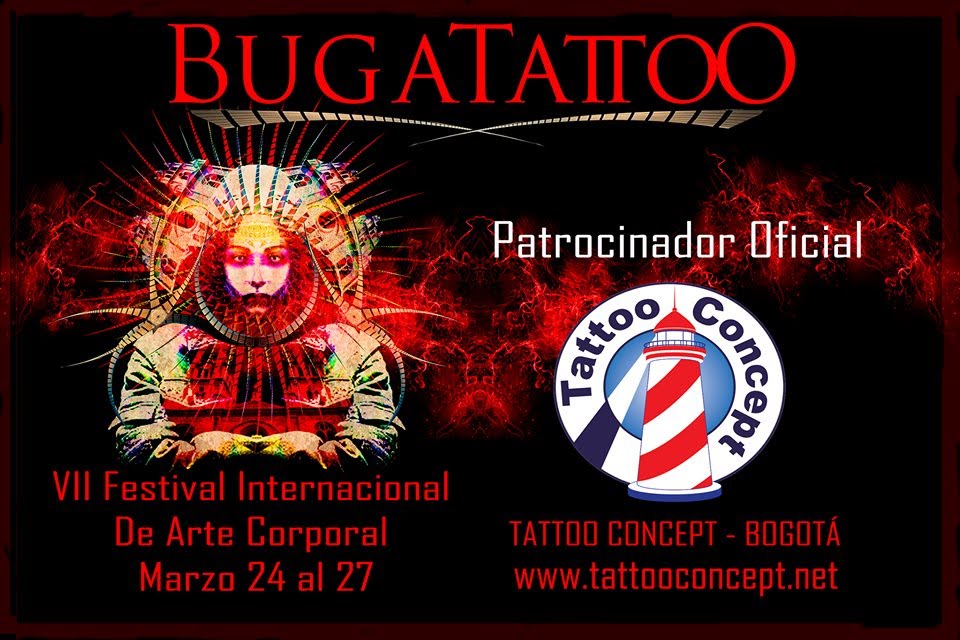 BUGATATTOO
Patrocinador Oficial
Tattoo Concept
VII Festival Internacional
De Arte Corporal
Marzo 24 al 27
TATTOO CONCEPT - BOGOTÁ
www.tattooconcept.net